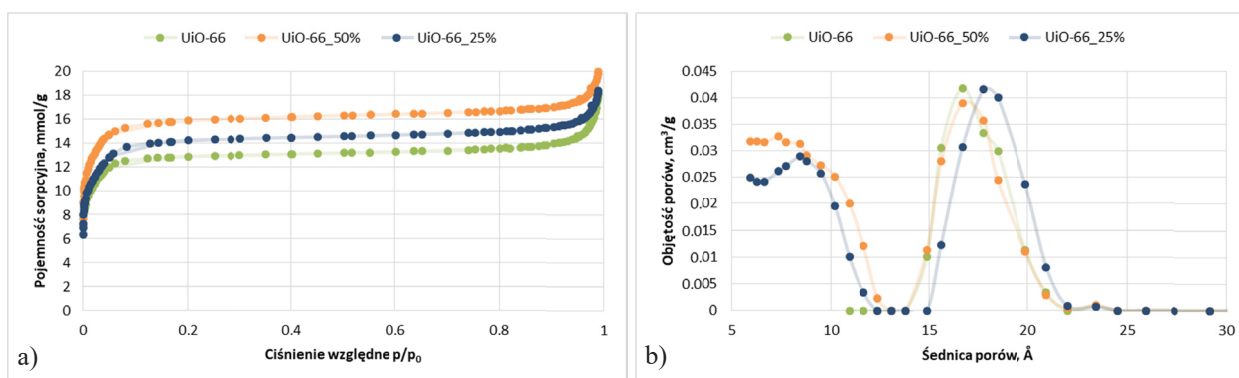 UiO-66 UiO-66_50% UiO-66_25%
20
18
16
14
12
10
8
6
4
2
0
0 0.2 0.4 0.6 0.8 1
Pojemność sorpcyjna, mmol/g
Ciśnienie względne p/p₀
a)
UiO-66 UiO-66_50% UiO-66_25%
0.045
0.04
0.035
0.03
0.025
0.02
0.015
0.01
0.005
0
5 10 15 20 25 30
Objętość porów, cm³/g
Śednica porów, Å
b)